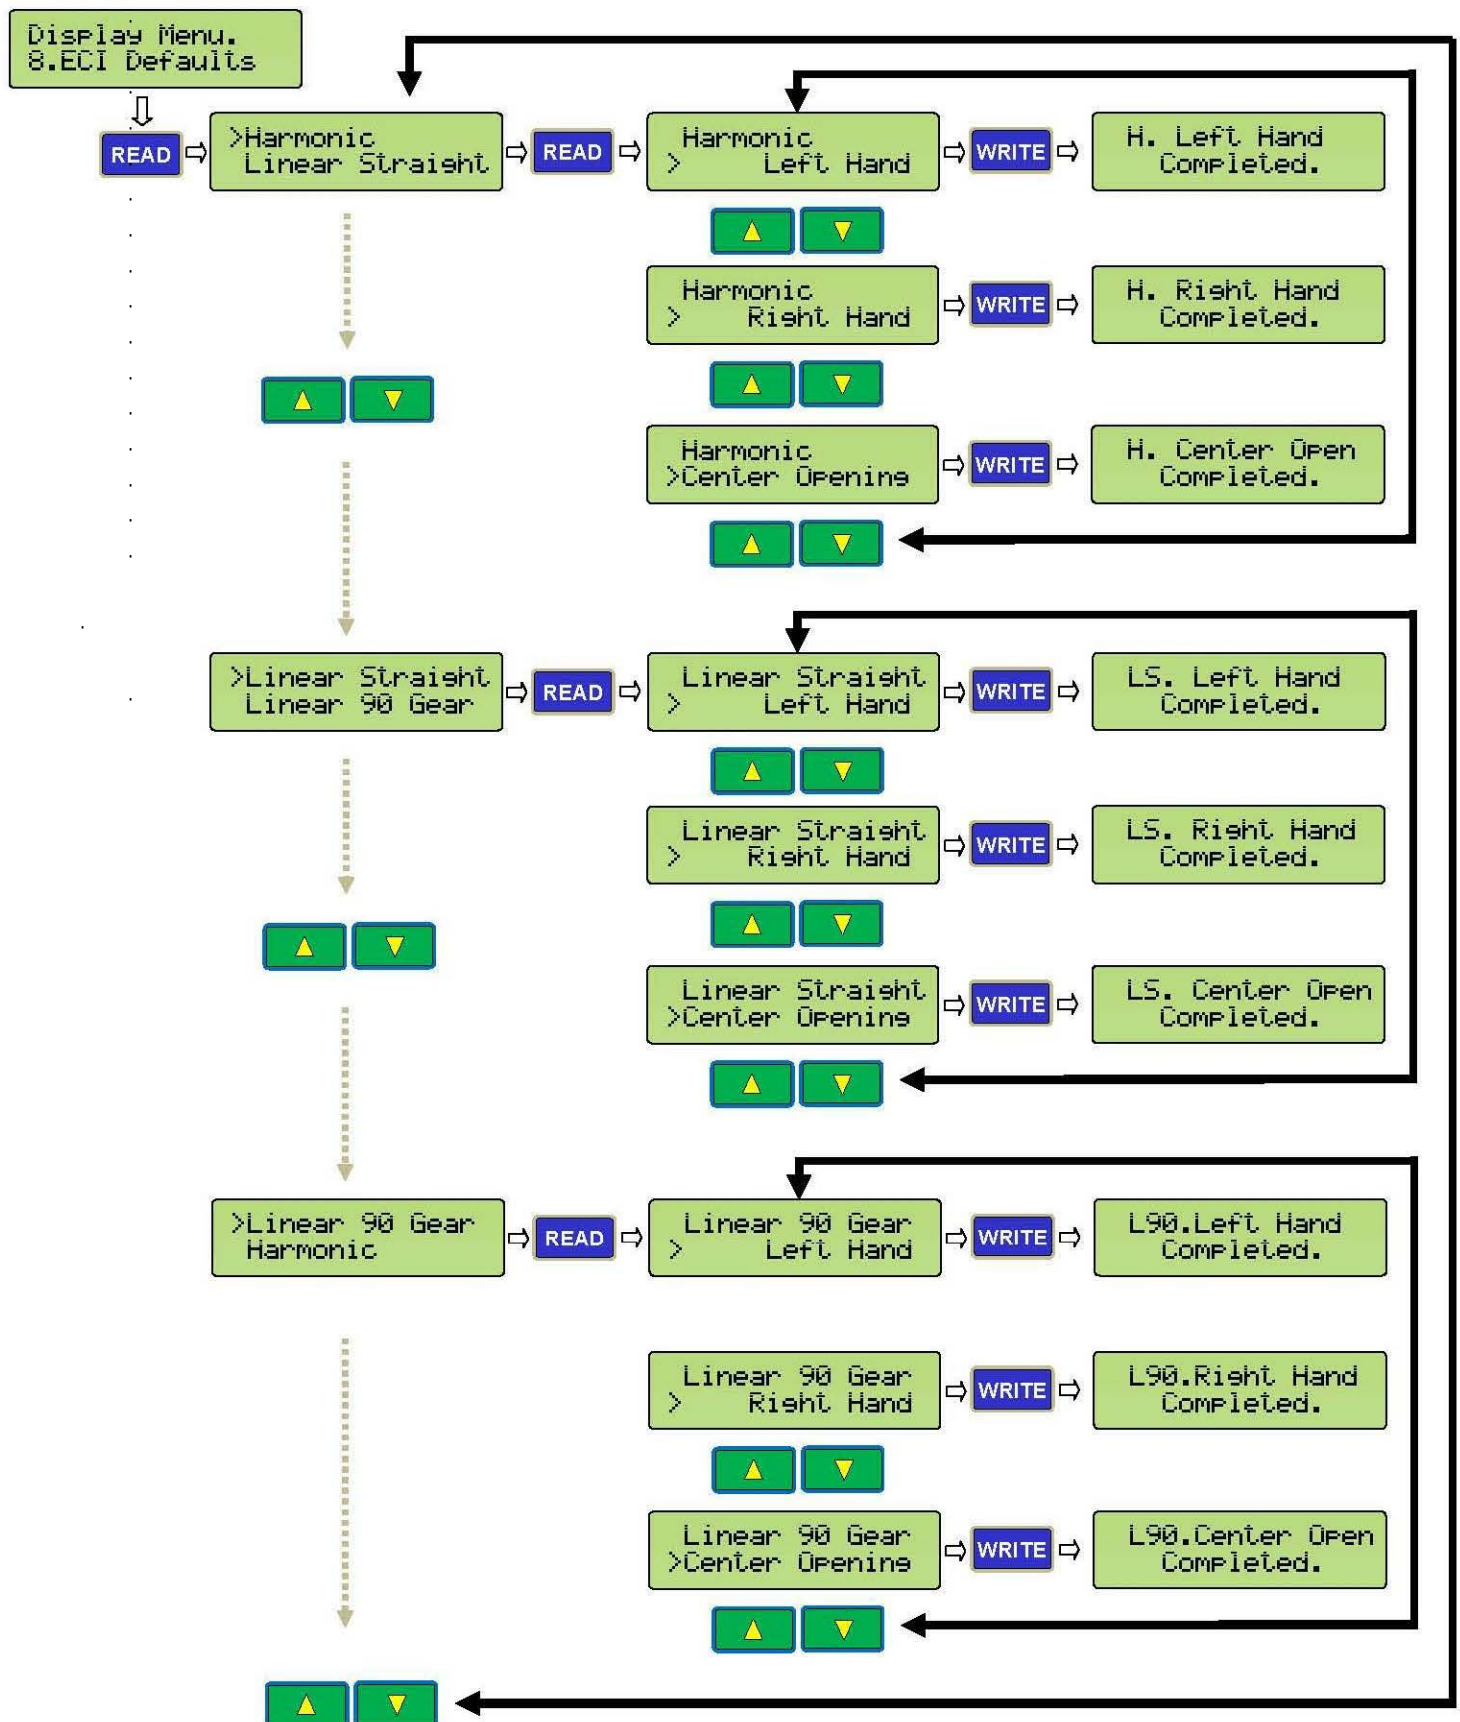 Display Menu.
8.ECI Defaults
READ
>Harmonic
Linear Straight
READ
Harmonic
> Left Hand
WRITE
H. Left Hand
Completed.
Harmonic
> Right Hand
WRITE
H. Right Hand
Completed.
Harmonic
>Center Opening
WRITE
H. Center Open
Completed.
>Linear Straight
Linear 90 Gear
READ
Linear Straight
> Left Hand
WRITE
LS. Left Hand
Completed.
Linear Straight
> Right Hand
WRITE
LS. Right Hand
Completed.
Linear Straight
>Center Opening
WRITE
LS. Center Open
Completed.
>Linear 90 Gear
Harmonic
READ
Linear 90 Gear
> Left Hand
WRITE
L90.Left Hand
Completed.
Linear 90 Gear
> Right Hand
WRITE
L90.Right Hand
Completed.
Linear 90 Gear
>Center Opening
WRITE
L90.Center Open
Completed.